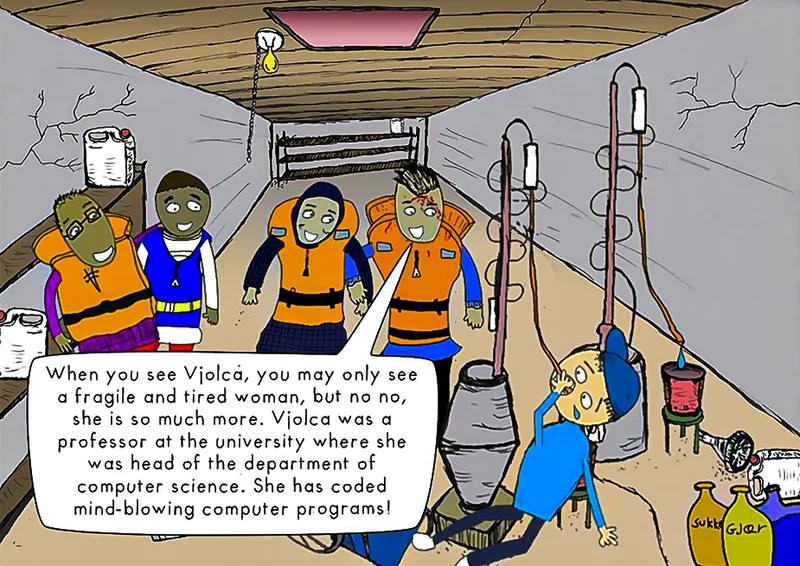 When you see Vjolca, you may only see
a fragile and tired woman, but no no,
she is so much more. Vjolca was a
professor at the university where she
was head of the department of
computer science. She has coded
mind-blowing computer programs!
Gjær